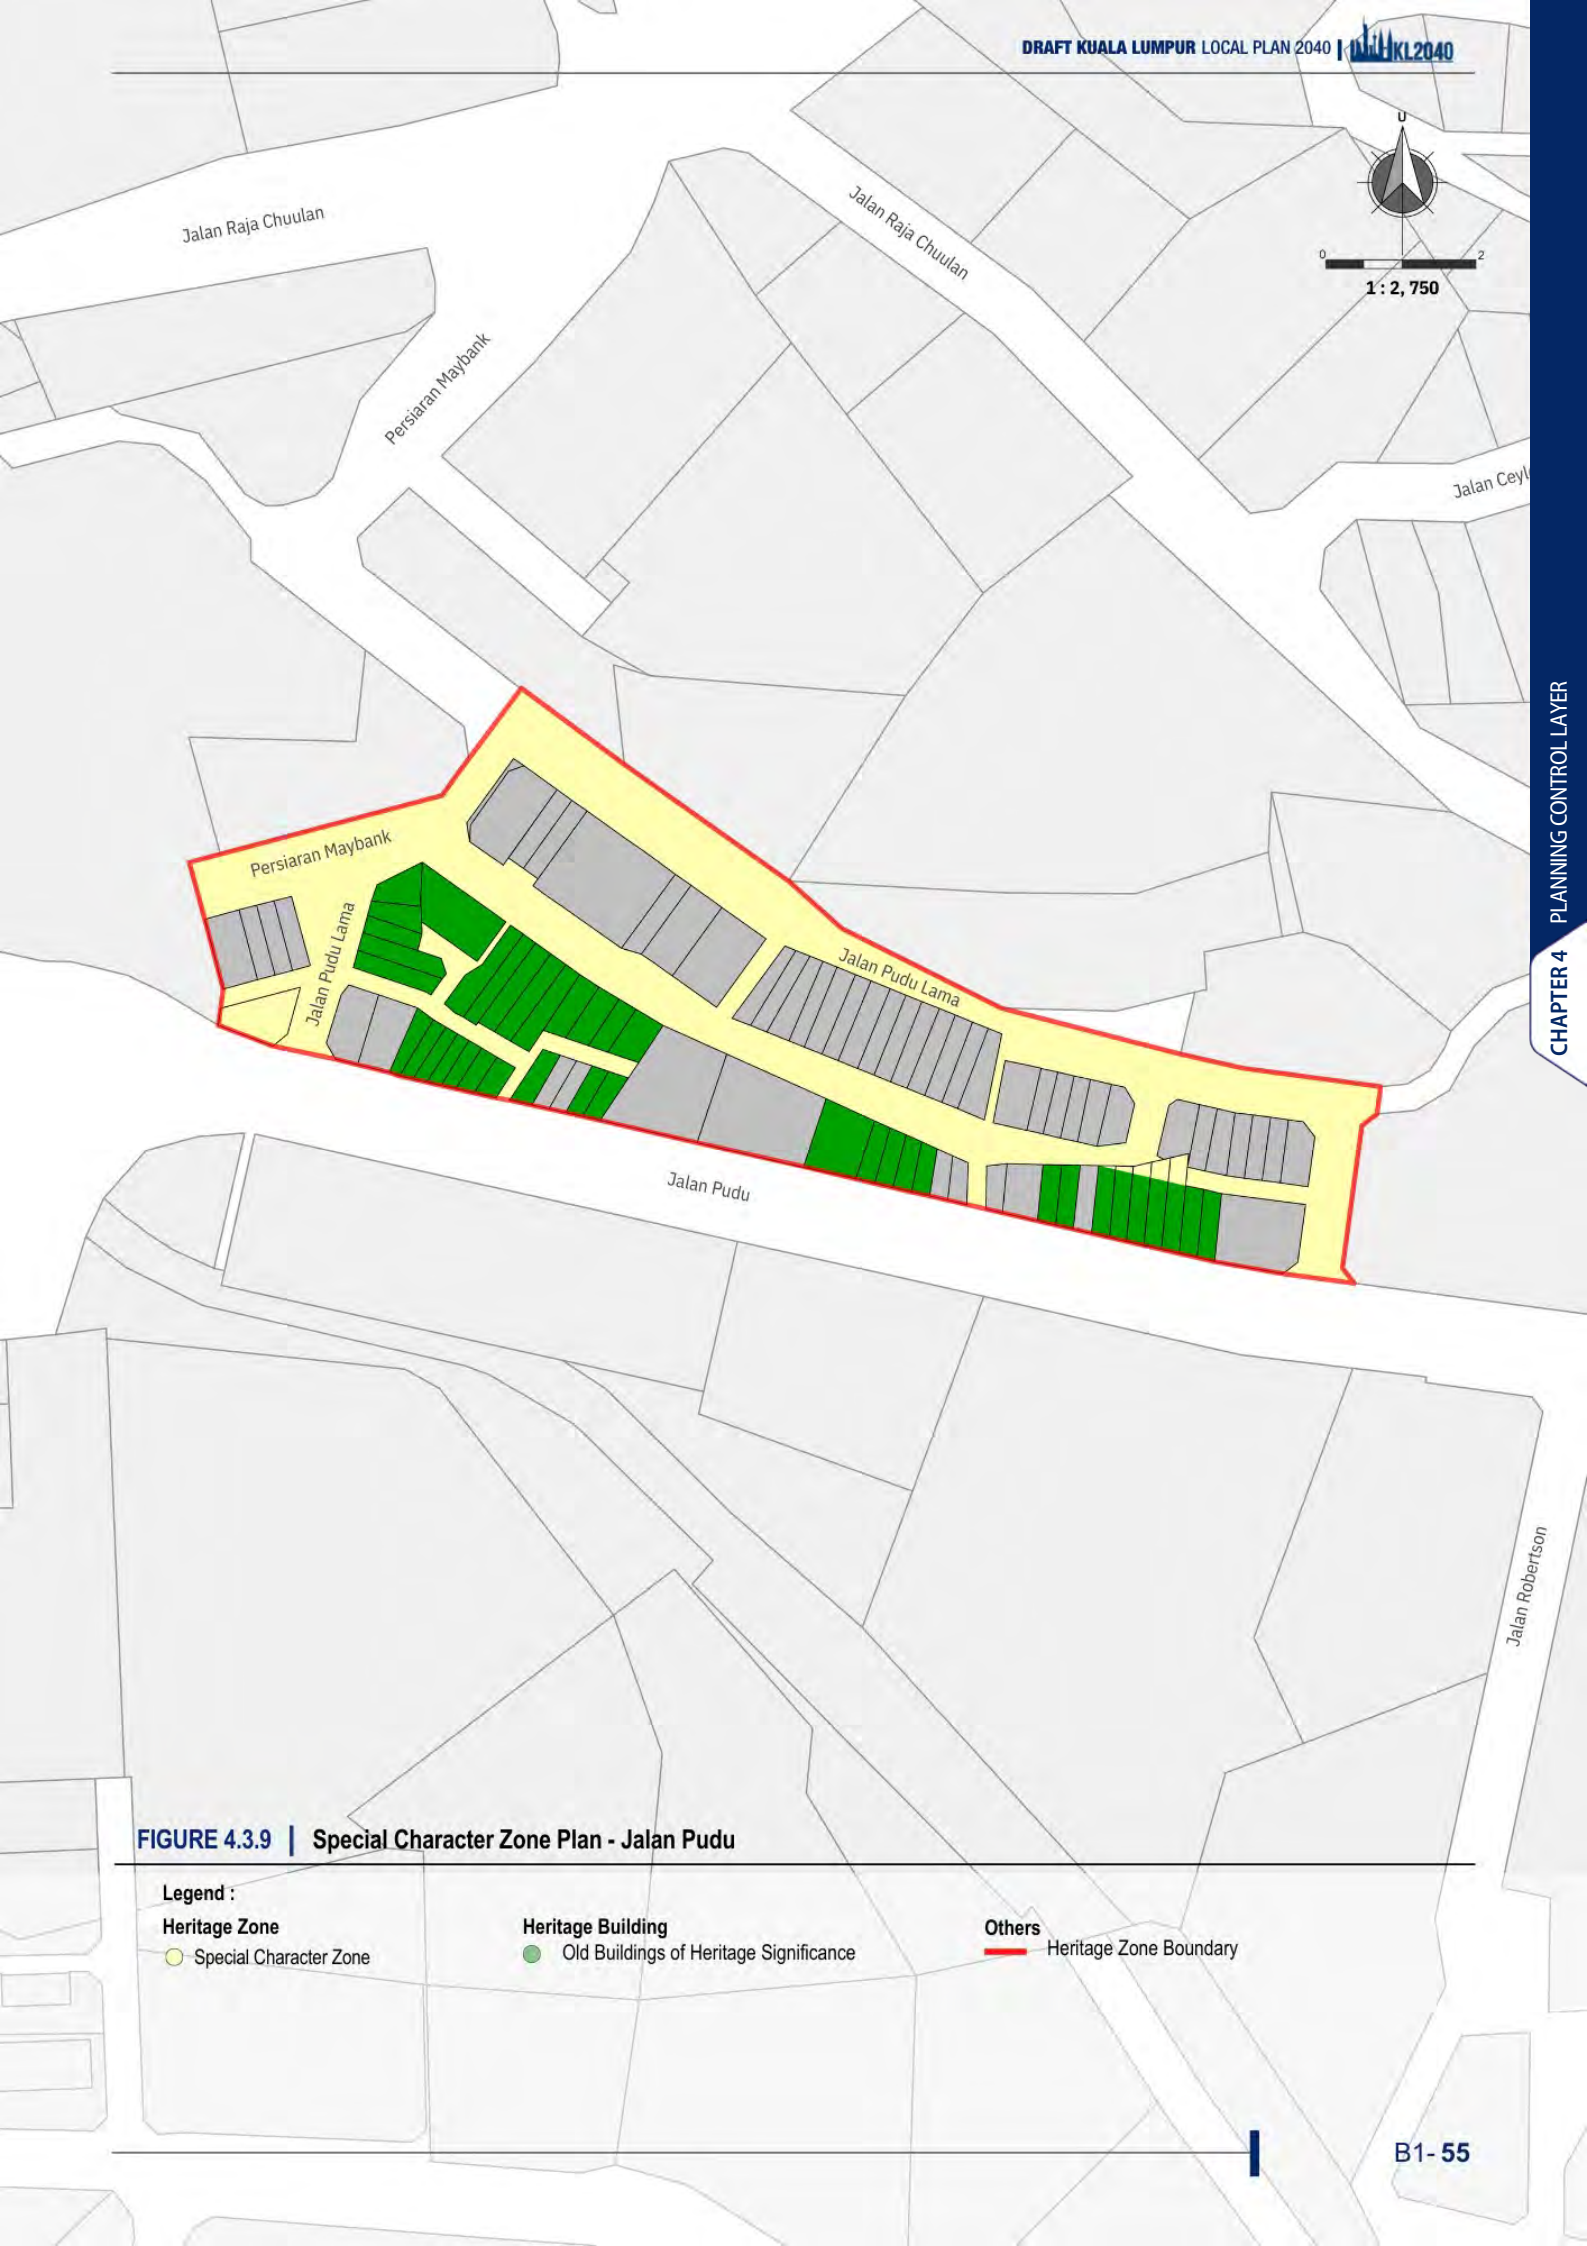 DRAFT KUALA LUMPUR LOCAL PLAN 2040 | KL2040
U
0 2
1 : 2, 750
Jalan Raja Chuulan
Jalan Raja Chuulan
Persiaran Maybank
Jalan Ceyl
PLANNING CONTROL LAYER
CHAPTER 4
Persiaran Maybank
Jalan Pudu Lama
Jalan Pudu Lama
Jalan Pudu
Jalan Robertson
FIGURE 4.3.9 | Special Character Zone Plan - Jalan Pudu
Legend :
Heritage Zone
Special Character Zone
Heritage Building
Old Buildings of Heritage Significance
Others
Heritage Zone Boundary
B1- 55